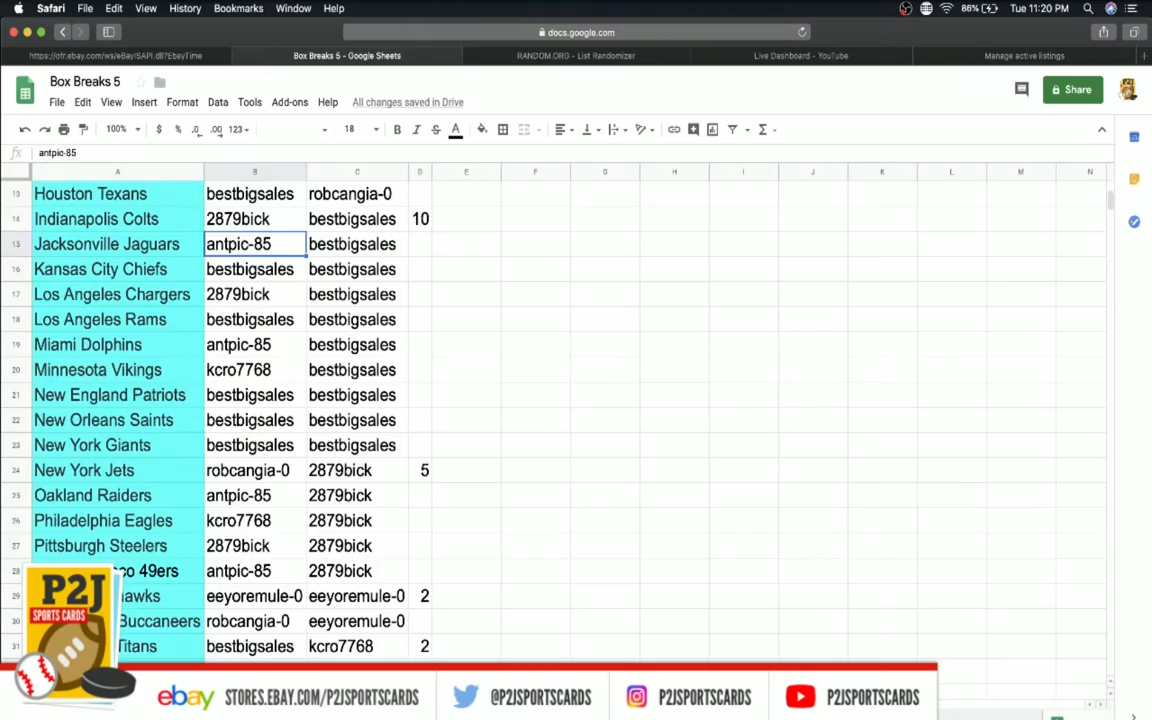 Safari File Edit View History Bookmarks Window Help 86% Tue 11:20 PM
docs.google.com
https://ofr.ebay.com/ws/eBayISAPI.dll?EbayTime Box Breaks 5 - Google Sheets RANDOM.ORG - List Randomizer Live Dashboard - YouTube Manage active listings
Box Breaks 5
File Edit View Insert Format Data Tools Add-ons Help All changes saved in Drive Share
100% $ % .0 .00 123 18 B I S A
fx antpic-85
A B C D E F G H I J K L M N
13 Houston Texans bestbigsales robcangia-0
14 Indianapolis Colts 2879bick bestbigsales 10
15 Jacksonville Jaguars antpic-85 bestbigsales
16 Kansas City Chiefs bestbigsales bestbigsales
17 Los Angeles Chargers 2879bick bestbigsales
18 Los Angeles Rams bestbigsales bestbigsales
19 Miami Dolphins antpic-85 bestbigsales
20 Minnesota Vikings kcro7768 bestbigsales
21 New England Patriots bestbigsales bestbigsales
22 New Orleans Saints bestbigsales bestbigsales
23 New York Giants bestbigsales bestbigsales
24 New York Jets robcangia-0 2879bick 5
25 Oakland Raiders antpic-85 2879bick
26 Philadelphia Eagles kcro7768 2879bick
27 Pittsburgh Steelers 2879bick 2879bick
28 co 49ers antpic-85 2879bick
29 awks eeyoremule-0 eeyoremule-0 2
30 Buccaneers robcangia-0 eeyoremule-0
31 Titans bestbigsales kcro7768 2
P2J
SPORTS CARDS
ebay STORES.EBAY.COM/P2JSPORTSCARDS @P2JSPORTSCARDS P2JSPORTSCARDS P2JSPORTSCARDS